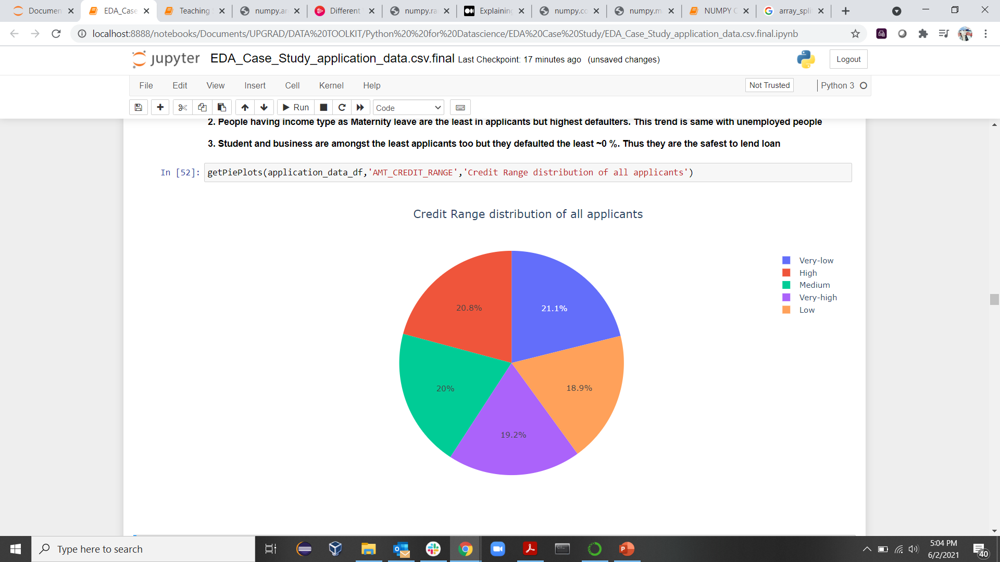 Documen
EDA_Case
Teaching
numpy.ar
Different
numpy.ra
Explaining
numpy.co
numpy.m
NUMPY C
array_spli
localhost:8888/notebooks/Documents/UPGRAD/DATA%20TOOLKIT/Python%20%20for%20Datascience/EDA%20Case%20Study/EDA_Case_Study_application_data.csv.final.ipynb
jupyter EDA_Case_Study_application_data.csv.final Last Checkpoint: 17 minutes ago (unsaved changes)
Logout
File Edit View Insert Cell Kernel Help
Not Trusted
Python 3
Run
Code
2. People having income type as Maternity leave are the least in applicants but highest defaulters. This trend is same with unemployed people
3. Student and business are amongst the least applicants too but they defaulted the least ~0 %. Thus they are the safest to lend loan
In [52]: getPiePlots(application_data_df,'AMT_CREDIT_RANGE','Credit Range distribution of all applicants')
Credit Range distribution of all applicants
Very-low
High
Medium
Very-high
Low
20.8%
21.1%
20%
18.9%
19.2%
Type here to search
5:04 PM
6/2/2021
40